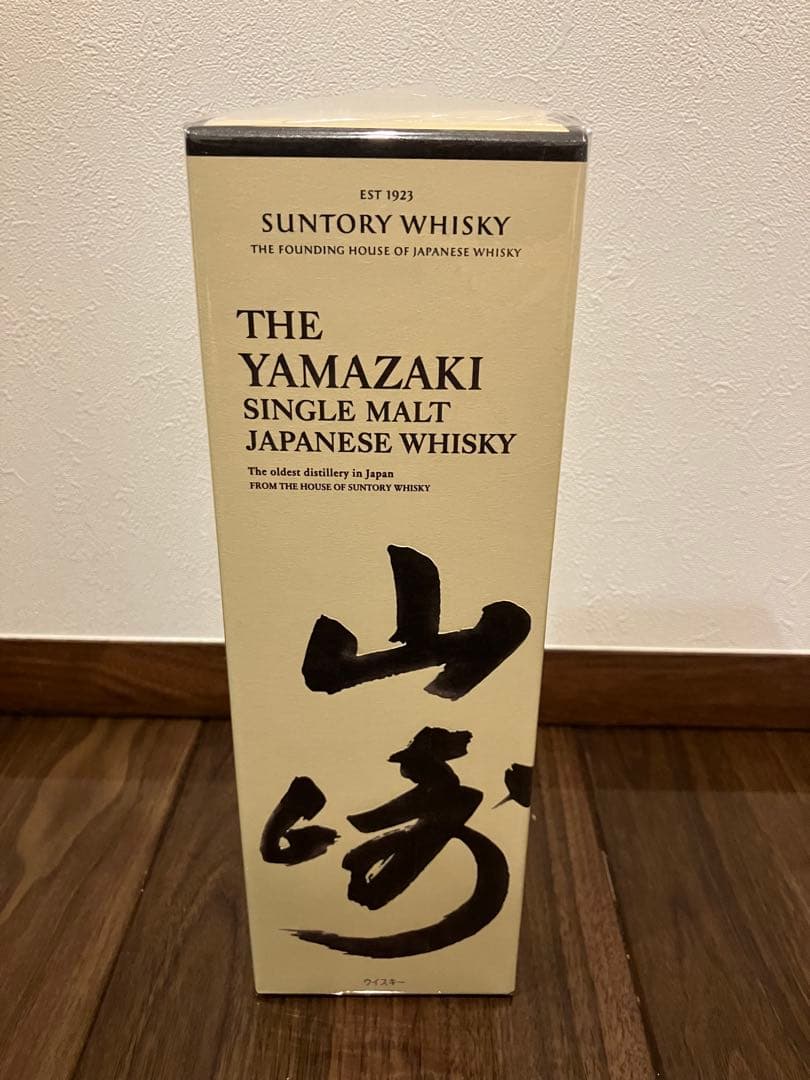 EST 1923
SUNTORY WHISKY
THE FOUNDING HOUSE OF JAPANESE WHISKY
THE
YAMAZAKI
SINGLE MALT
JAPANESE WHISKY
The oldest distillery in Japan
FROM THE HOUSE OF SUNTORY WHISKY
山
崎
ウイスキー